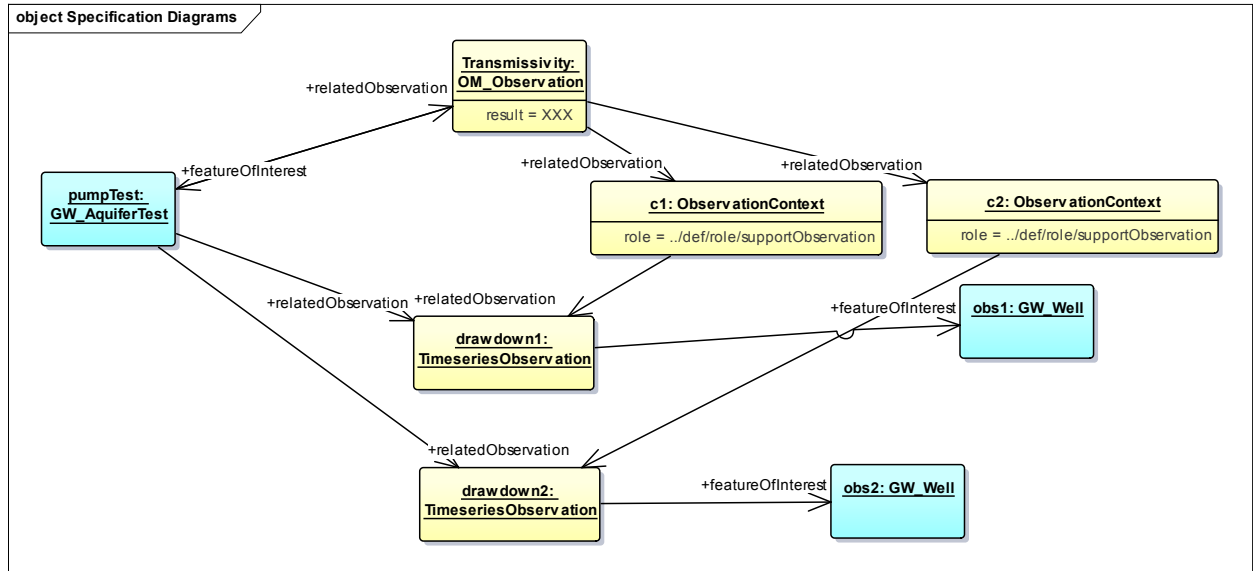 object Specification Diagrams
Transmissivity:
OM_Observation
result = XXX
+relatedObservation
+featureOfInterest
pumpTest:
GW_AquiferTest
+relatedObservation
+relatedObservation
c1: ObservationContext
role = ../def/role/supportObservation
c2: ObservationContext
role = ../def/role/supportObservation
+relatedObservation
+relatedObservation
drawdown1:
TimeseriesObservation
+featureOfInterest
obs1: GW_Well
+relatedObservation
drawdown2:
TimeseriesObservation
+featureOfInterest
obs2: GW_Well